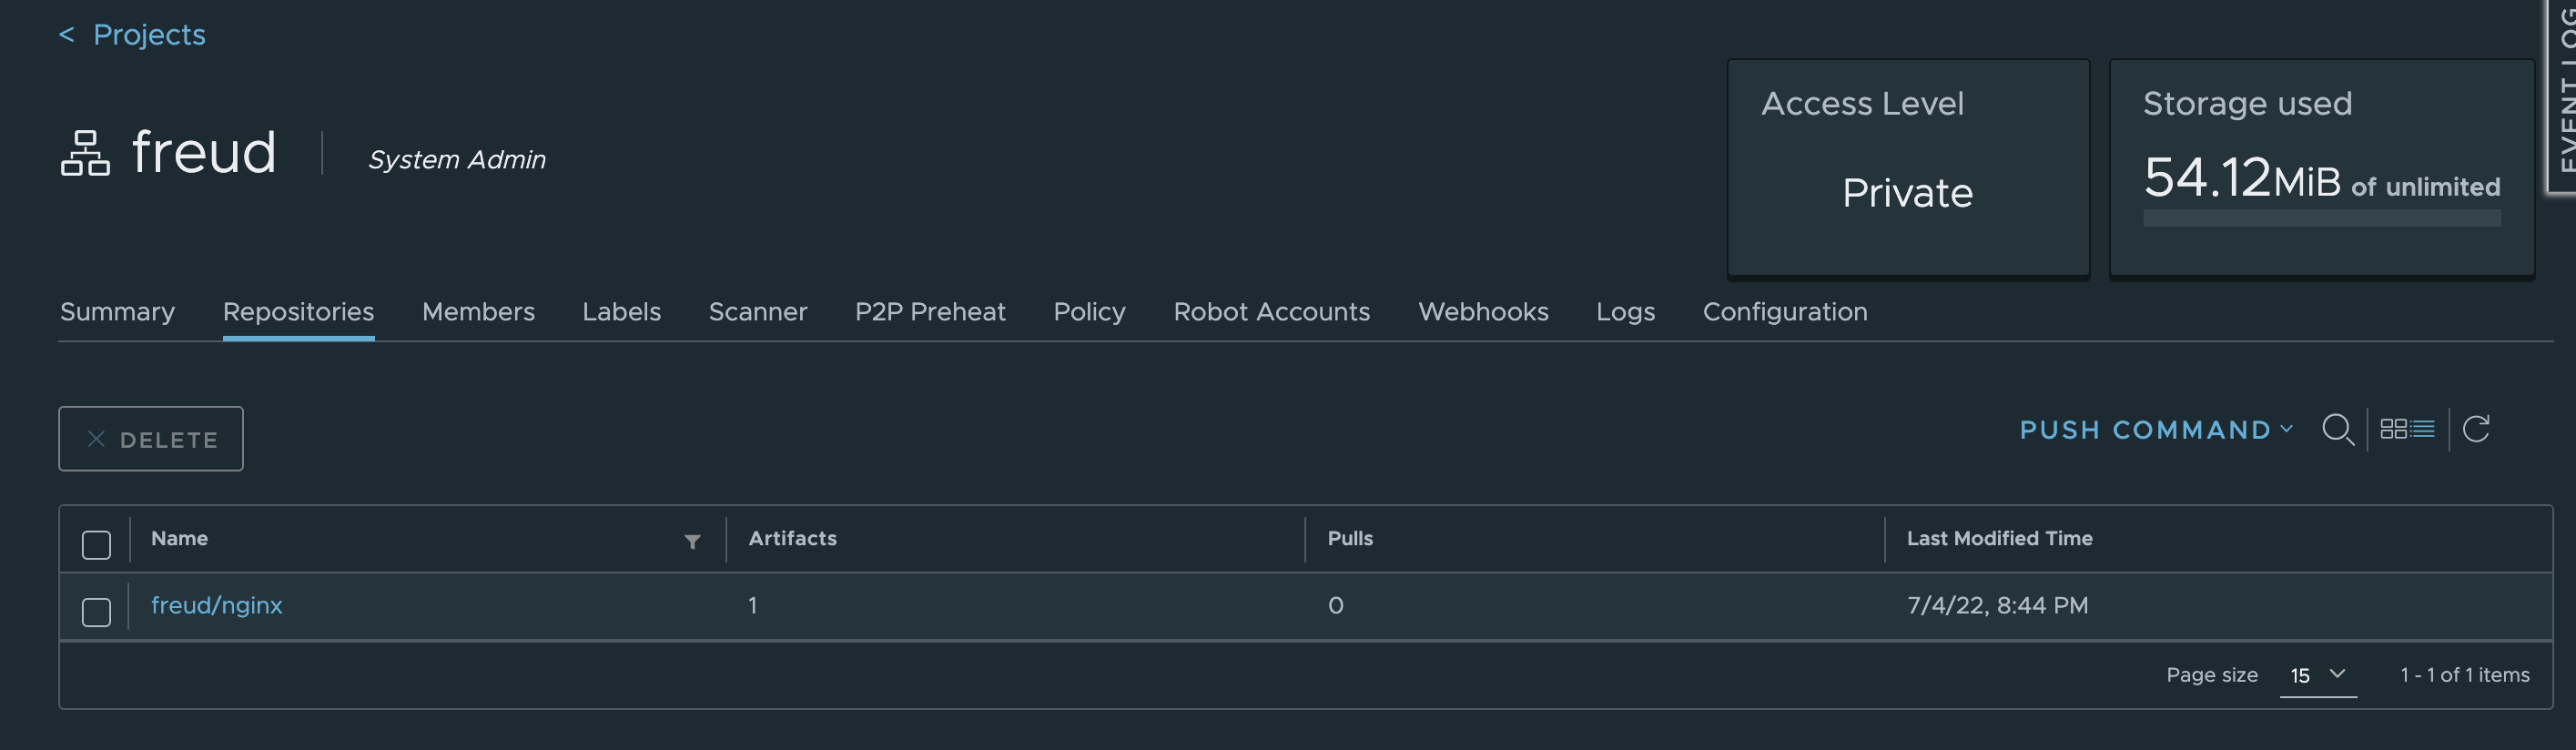 < Projects
freud
System Admin
Access Level
Private
Storage used
54.12MiB of unlimited
EVENT LOG
Summary Repositories Members Labels Scanner P2P Preheat Policy Robot Accounts Webhooks Logs Configuration
DELETE
PUSH COMMAND
Name Artifacts Pulls Last Modified Time
freud/nginx 1 0 7/4/22, 8:44 PM
Page size 15 1 - 1 of 1 items